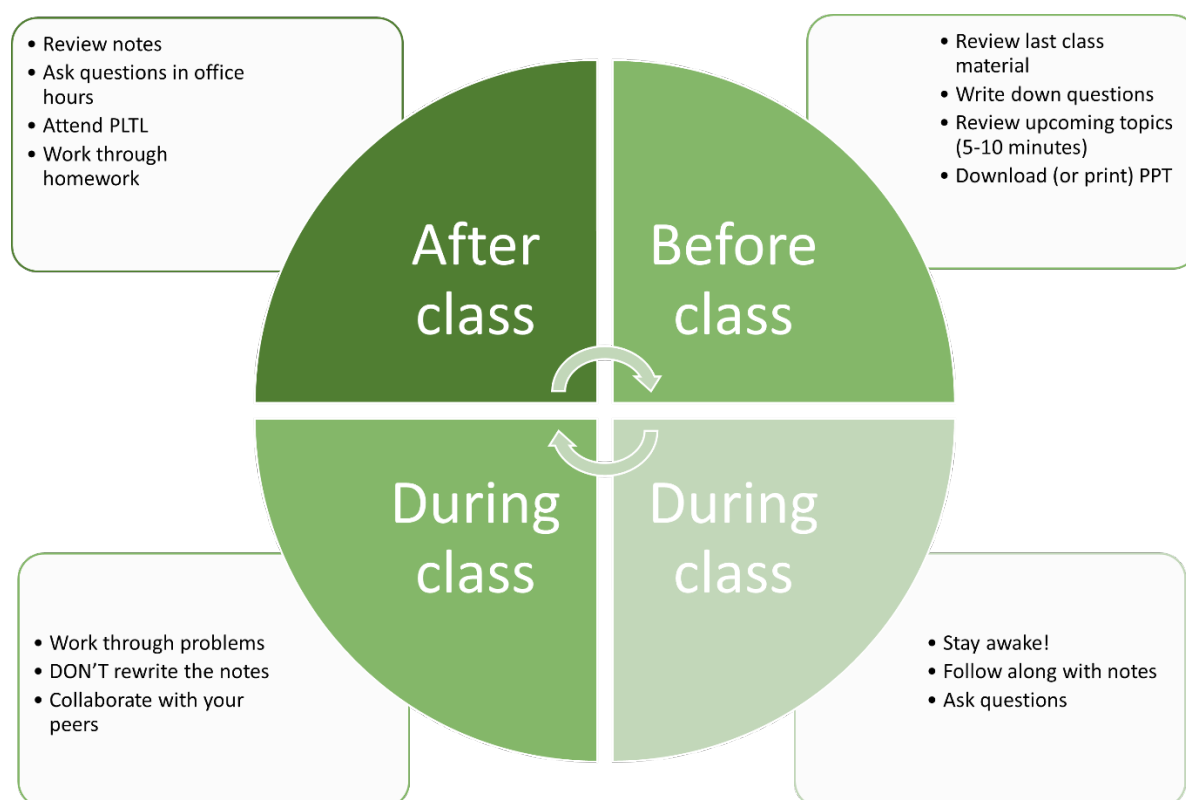 • Review notes
• Ask questions in office
hours
• Attend PLTL
• Work through
homework
• Review last class
material
• Write down questions
• Review upcoming topics
(5-10 minutes)
• Download (or print) PPT
After
class
Before
class
During
class
During
class
• Work through problems
• DON’T rewrite the notes
• Collaborate with your
peers
• Stay awake!
• Follow along with notes
• Ask questions